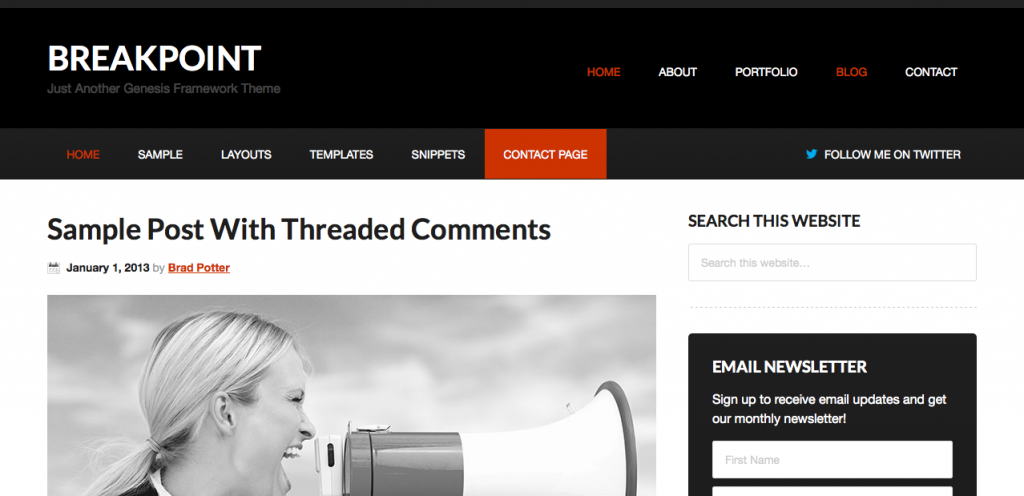 BREAKPOINT
Just Another Genesis Framework Theme
HOME ABOUT PORTFOLIO BLOG CONTACT
HOME SAMPLE LAYOUTS TEMPLATES SNIPPETS CONTACT PAGE FOLLOW ME ON TWITTER
Sample Post With Threaded Comments
January 1, 2013 by Brad Potter
SEARCH THIS WEBSITE
Search this website...
EMAIL NEWSLETTER
Sign up to receive email updates and get
our monthly newsletter!
First Name